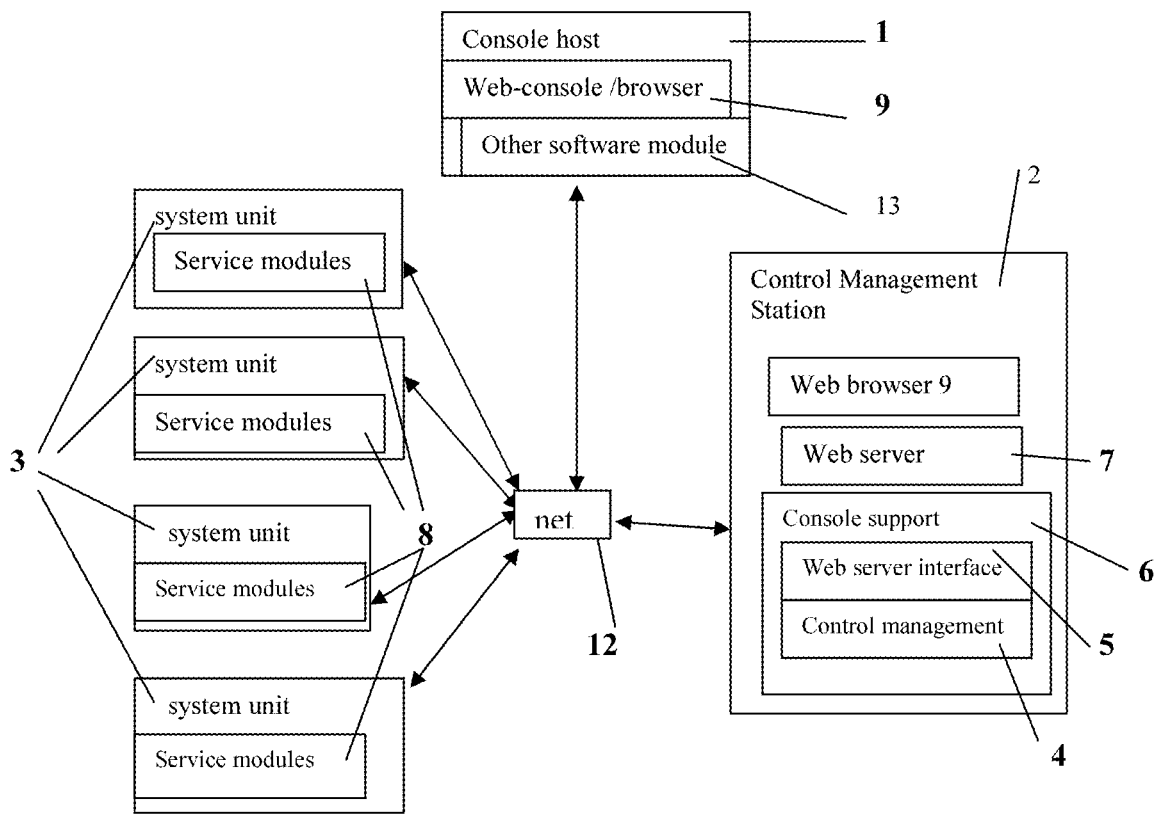 Console host
1
Web-console /browser
9
Other software module
13
2
system unit
Service modules
system unit
Service modules
3
system unit
Service modules
8
system unit
Service modules
net
12
Control Management
Station
Web browser 9
Web server
7
Console support
6
Web server interface
5
Control management
4